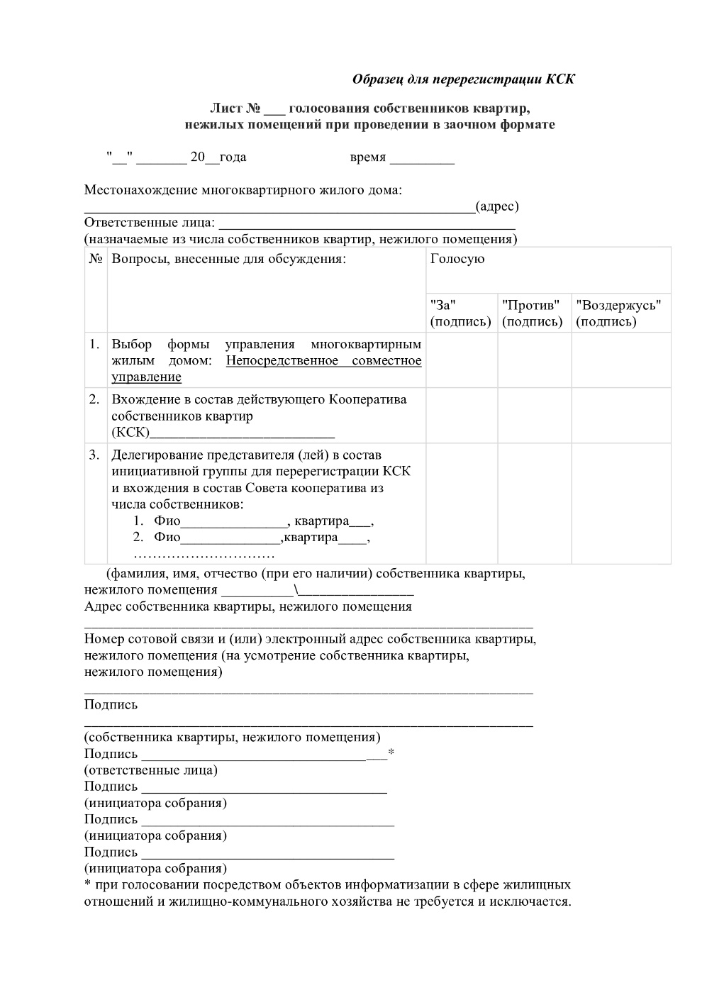 Образец для перерегистрации КСК
Лист № ___ голосования собственников квартир,
нежилых помещений при проведении в заочном формате
"__" _______ 20__года время _________
Местонахождение многоквартирного жилого дома:
_______________________________________________________(адрес)
Ответственные лица: __________________________________________
(назначаемые из числа собственников квартир, нежилого помещения)
№ Вопросы, внесенные для обсуждения: Голосую
"За" "Против" "Воздержусь"
(подпись) (подпись) (подпись)
1. Выбор формы управления многоквартирным
жилым домом: Непосредственное совместное
управление
2. Вхождение в состав действующего Кооператива
собственников квартир
(КСК)__________________________
3. Делегирование представителя (лей) в состав
инициативной группы для перерегистрации КСК
и вхождения в состав Совета кооператива из
числа собственников:
1. Фио_______________, квартира___,
2. Фио______________,квартира____,
…………………………
(фамилия, имя, отчество (при его наличии) собственника квартиры,
нежилого помещения __________\________________
Адрес собственника квартиры, нежилого помещения
_______________________________________________________________
Номер сотовой связи и (или) электронный адрес собственника квартиры,
нежилого помещения (на усмотрение собственника квартиры,
нежилого помещения)
_______________________________________________________________
Подпись
_______________________________________________________________
(собственника квартиры, нежилого помещения)
Подпись __________________________________*
(ответственные лица)
Подпись __________________________________
(инициатора собрания)
Подпись ___________________________________
(инициатора собрания)
Подпись ___________________________________
(инициатора собрания)
* при голосовании посредством объектов информатизации в сфере жилищных
отношений и жилищно-коммунального хозяйства не требуется и исключается.